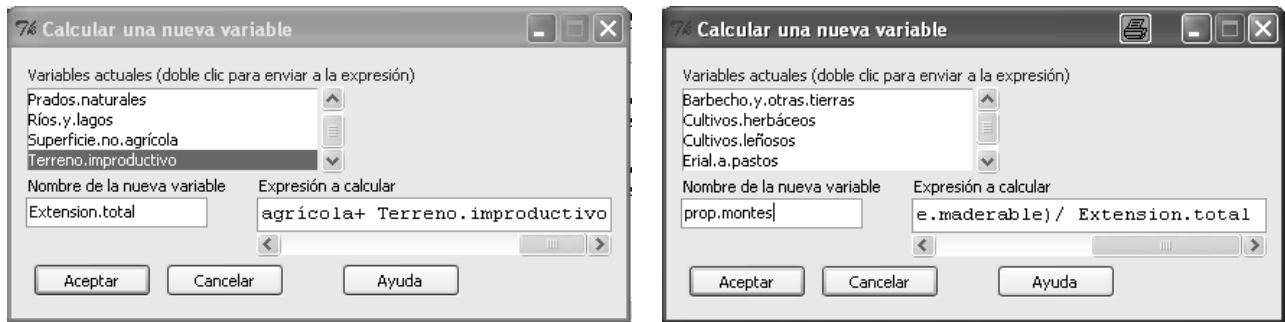 Calcular una nueva variable
Variables actuales (doble clic para enviar a la expresión)
Prados.naturales
Ríos.y.lagos
Superficie.no.agrícola
Terreno.improductivo
Nombre de la nueva variable
Expresión a calcular
Extension.total
agrícola+ Terreno.improductivo
Aceptar
Cancelar
Ayuda
Calcular una nueva variable
Variables actuales (doble clic para enviar a la expresión)
Barbecho.y.otras.tierras
Cultivos.herbáceos
Cultivos.leñosos
Erial.a.pastos
Nombre de la nueva variable
Expresión a calcular
prop.montes
e.maderable)/ Extension.total
Aceptar
Cancelar
Ayuda